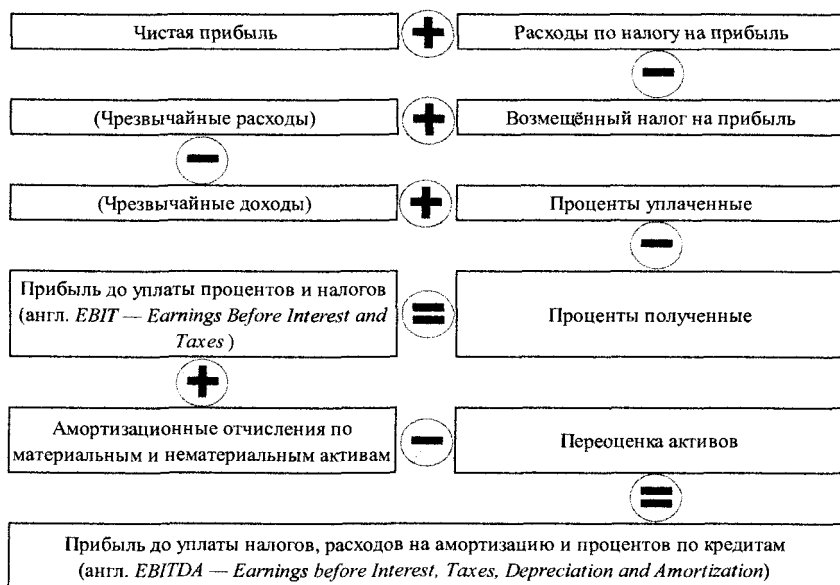 Чистая прибыль + Расходы по налогу на прибыль
−
(Чрезвычайные расходы) + Возмещённый налог на прибыль
−
(Чрезвычайные доходы) + Проценты уплаченные
−
Прибыль до уплаты процентов и налогов
(англ. EBIT — Earnings Before Interest and
Taxes)
=
Проценты полученные
+
Амортизационные отчисления по
материальным и нематериальным активам
−
Переоценка активов
=
Прибыль до уплаты налогов, расходов на амортизацию и процентов по кредитам
(англ. EBITDA — Earnings before Interest, Taxes, Depreciation and Amortization)